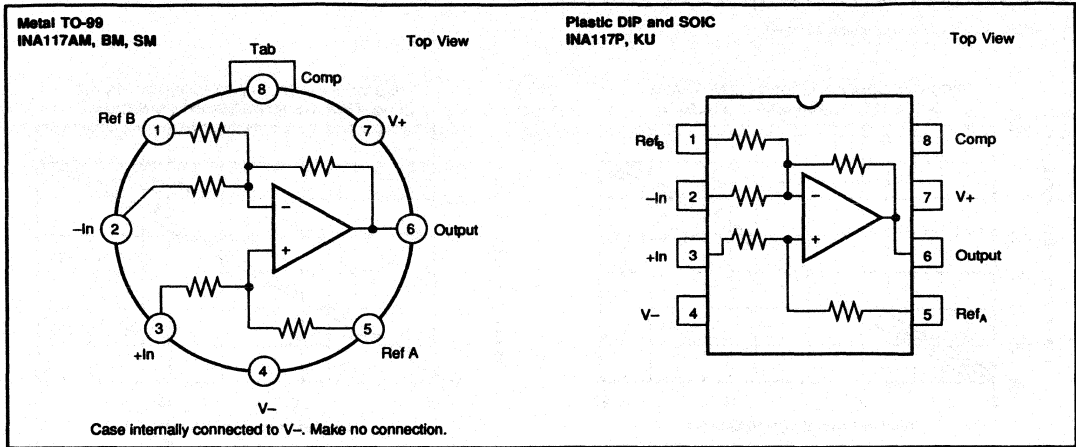 Metal TO-99
INA117AM, BM, SM
Top View
Tab
Comp
8
Ref B
1
7
V+
–In
2
–
+
6
Output
3
+In
5
Ref A
4
V–
Case internally connected to V–. Make no connection.
Plastic DIP and SOIC
INA117P, KU
Top View
RefB
1
8
Comp
–In
2
–
7
V+
+In
3
+
6
Output
V–
4
5
RefA